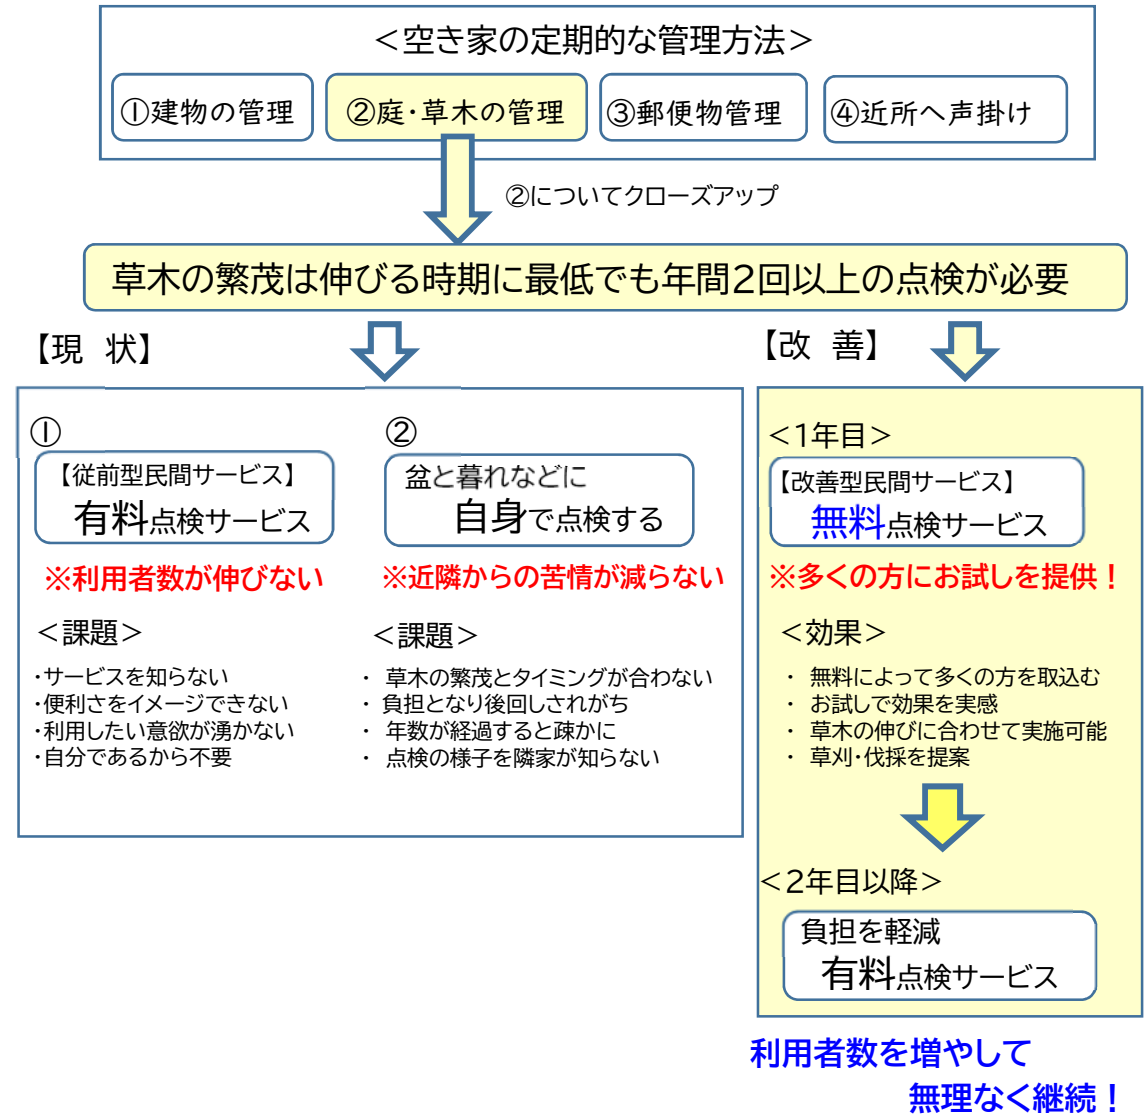 ＜空き家の定期的な管理方法＞
①建物の管理
②庭・草木の管理
③郵便物管理
④近所へ声掛け
②についてクローズアップ
草木の繁茂は伸びる時期に最低でも年間2回以上の点検が必要
【現　状】
①
【従前型民間サービス】
有料点検サービス
※利用者数が伸びない
＜課題＞
・サービスを知らない
・便利さをイメージできない
・利用したい意欲が湧かない
・自分であるから不要
②
盆と暮れなどに
自身で点検する
※近隣からの苦情が減らない
＜課題＞
・ 草木の繁茂とタイミングが合わない
・ 負担となり後回しされがち
・ 年数が経過すると疎かに
・ 点検の様子を隣家が知らない
【改　善】
＜1年目＞
【改善型民間サービス】
無料点検サービス
※多くの方にお試しを提供！
＜効果＞
・ 無料によって多くの方を取込む
・ お試しで効果を実感
・ 草木の伸びに合わせて実施可能
・ 草刈・伐採を提案
＜2年目以降＞
負担を軽減
有料点検サービス
利用者数を増やして
無理なく継続！